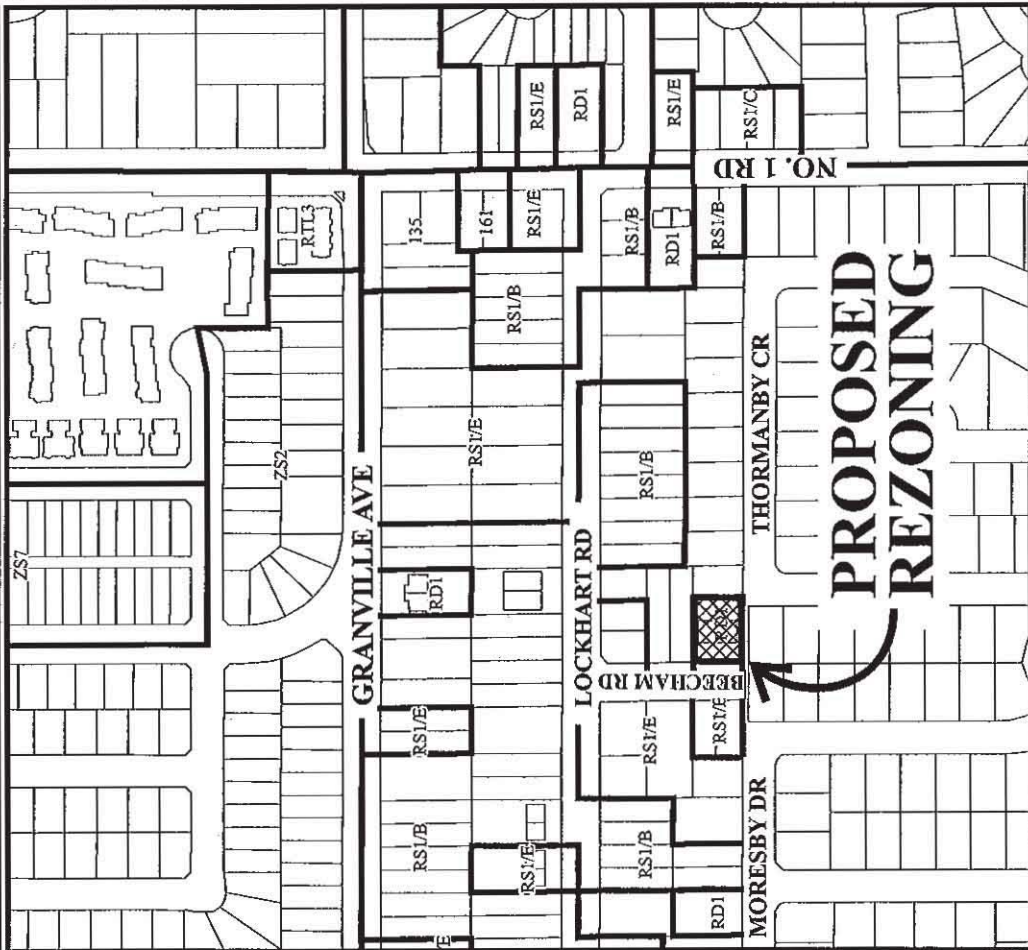 RS1/E
RD1
RS1/E
RS1/C
NO. 1 RD
RTL3
135
161
RS1/E
RS1/B
RD1
RS1/B
RS1/B
ZS2
RS1/E
THORMANBY CR
PROPOSED
REZONING
ZS7
GRANVILLE AVE
RS1/B
LOCKHART RD
RD1
BEECHAM RD
RS1/E
RS1/E
RS1/E
RS1/B
RS1/E
RS1/B
RD1
MORESBY DR
/E